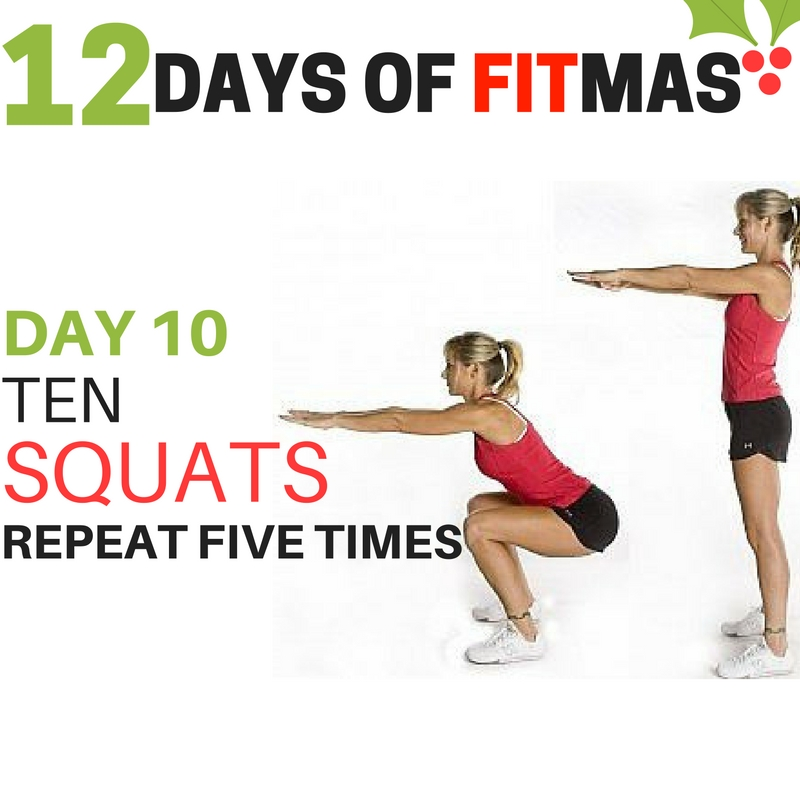 12 DAYS OF FITMAS
DAY 10
TEN
SQUATS
REPEAT FIVE TIMES